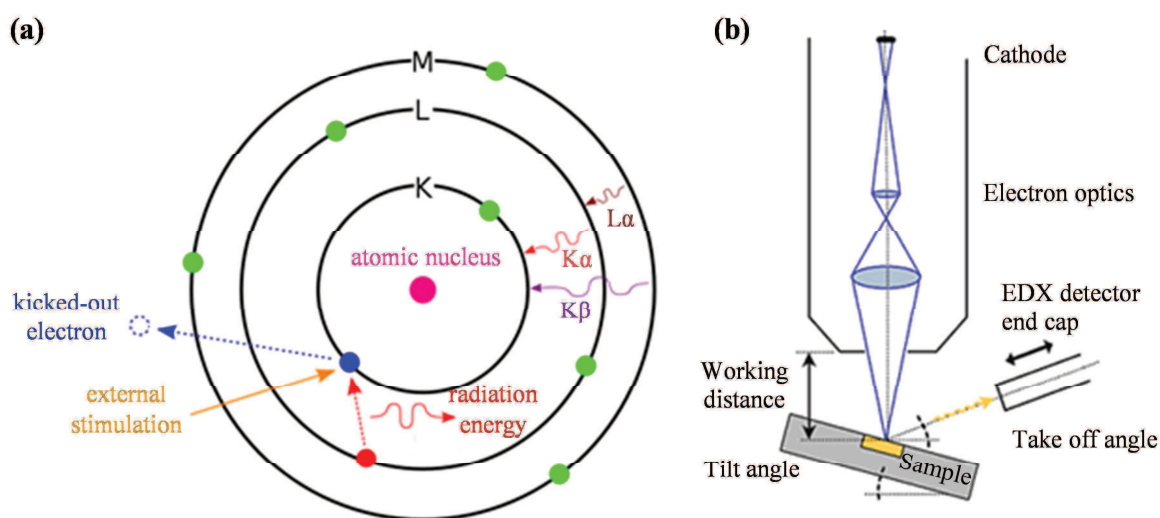 (a)
M
L
K
Lα
Kα
Kβ
atomic nucleus
kicked-out
electron
external
stimulation
radiation
energy
(b)
Cathode
Electron optics
EDX detector
end cap
Working
distance
Take off angle
Tilt angle
Sample